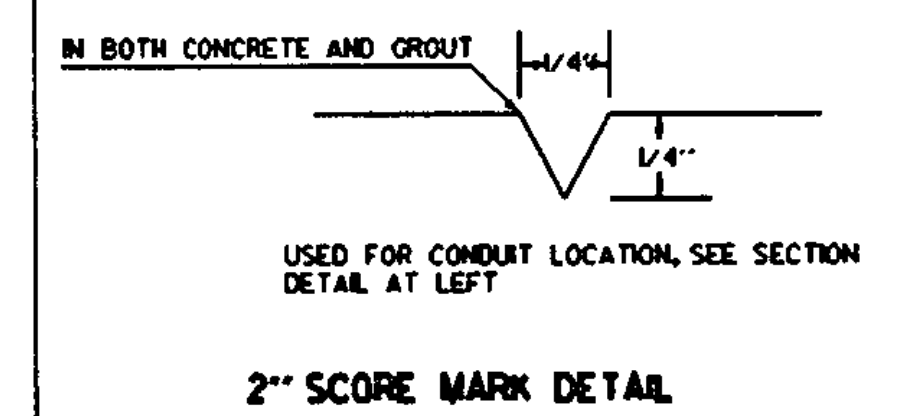 IN BOTH CONCRETE AND GROUT
1/4"
1/4"
USED FOR CONDUIT LOCATION, SEE SECTION
DETAIL AT LEFT
2" SCORE MARK DETAIL